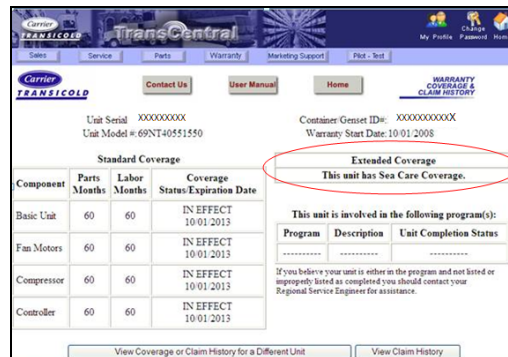 Carrier
TRANSICOLD
TransCentral
My Profile
Change Password
Home
Sales
Service
Parts
Warranty
Marketing Support
Pilot - Test
Carrier
TRANSICOLD
Contact Us
User Manual
Home
WARRANTY
COVERAGE &
CLAIM HISTORY
Unit Serial XXXXXXXXX
Unit Model #:69NT40551550
Container/Genset ID#: XXXXXXXXXXX
Warranty Start Date:10/01/2008
Standard Coverage
Component
Parts Months
Labor Months
Coverage Status/Expiration Date
Basic Unit 60 60 IN EFFECT 10/01/2013
Fan Motors 60 60 IN EFFECT 10/01/2013
Compressor 60 60 IN EFFECT 10/01/2013
Controller 60 60 IN EFFECT 10/01/2013
Extended Coverage
This unit has Sea Care Coverage.
This unit is involved in the following program(s):
Program Description Unit Completion Status
---------- ---------- ----------
If you believe your unit is either in the program and not listed or
improperly listed as completed you should contact your
Regional Service Engineer for assistance.
View Coverage or Claim History for a Different Unit
View Claim History